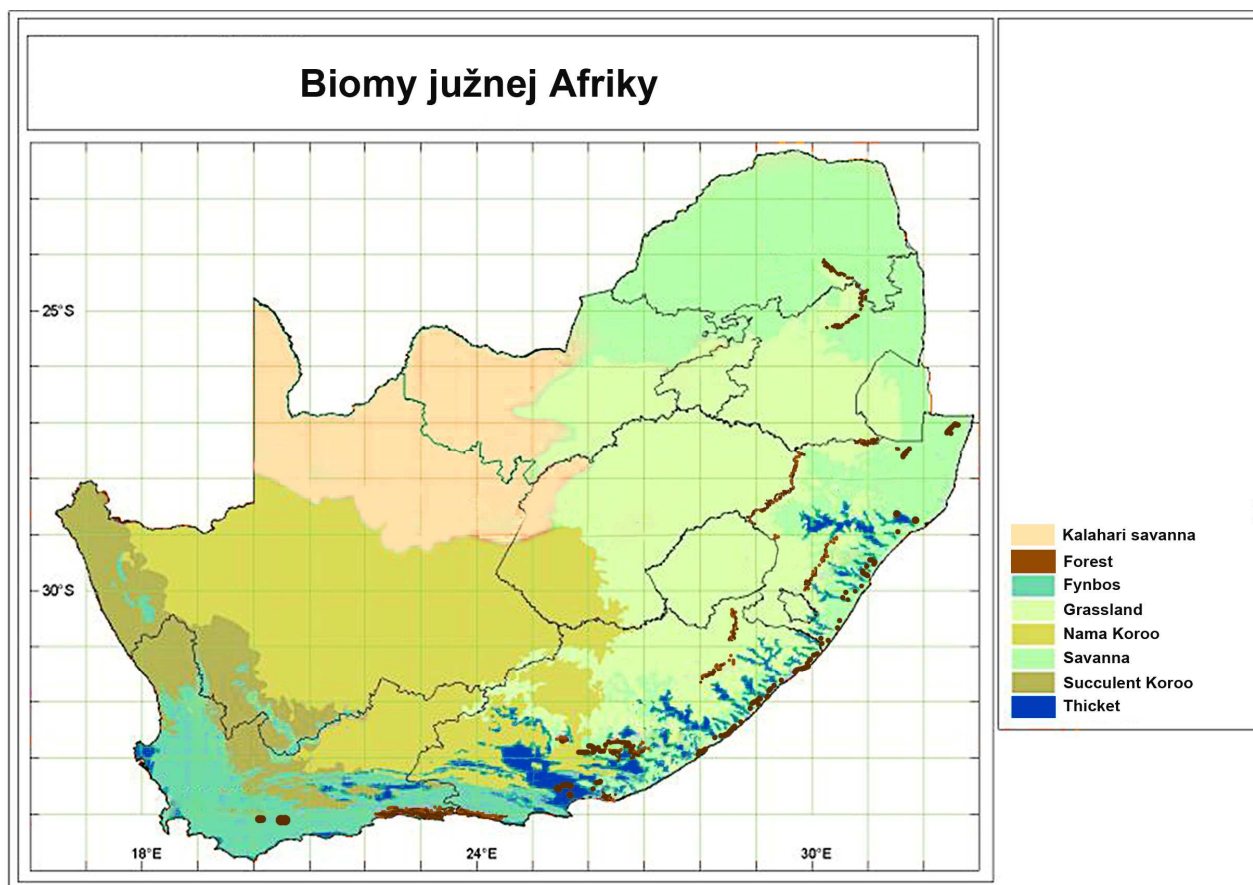 Biomy južnej Afriky
25°S
30°S
18°E
24°E
30°E
Kalahari savanna
Forest
Fynbos
Grassland
Nama Koroo
Savanna
Succulent Koroo
Thicket